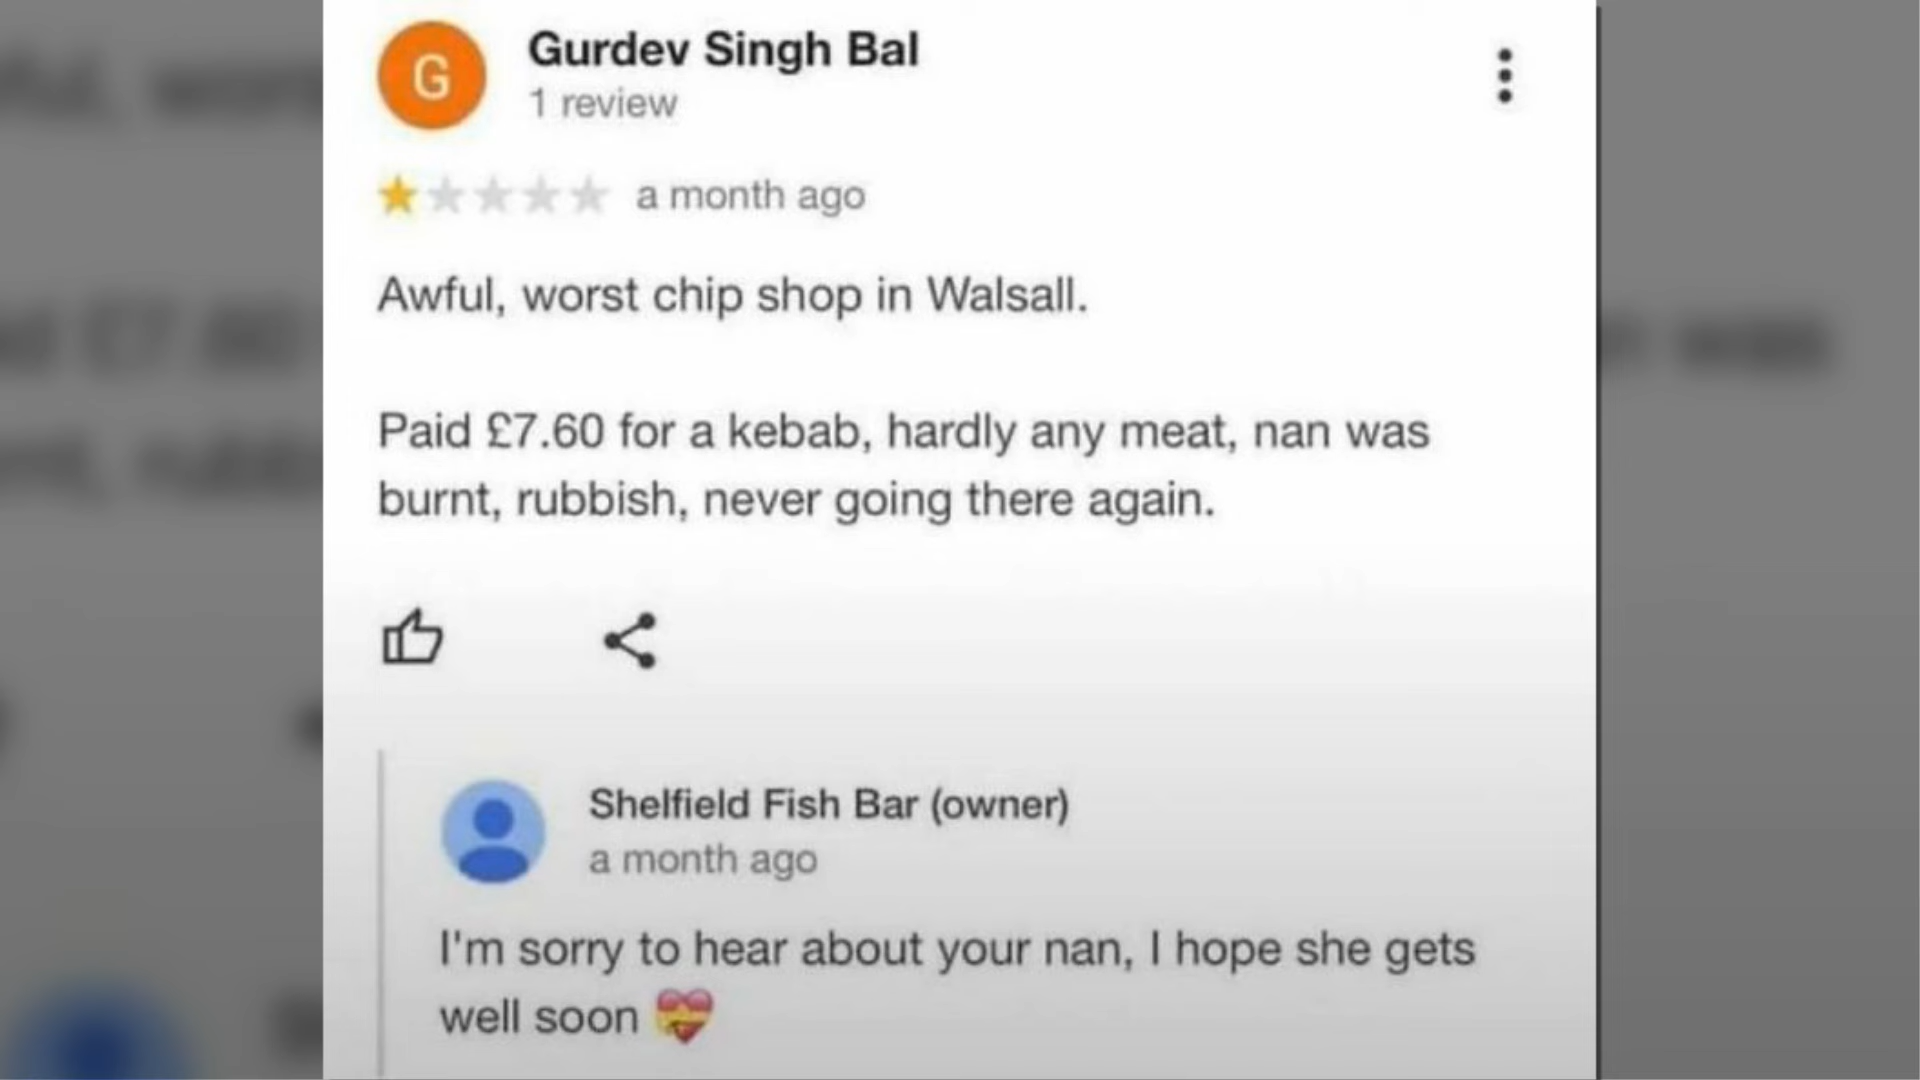 G
Gurdev Singh Bal
1 review
a month ago
Awful, worst chip shop in Walsall.
Paid £7.60 for a kebab, hardly any meat, nan was
burnt, rubbish, never going there again.
Shelfield Fish Bar (owner)
a month ago
I'm sorry to hear about your nan, I hope she gets
well soon 💝